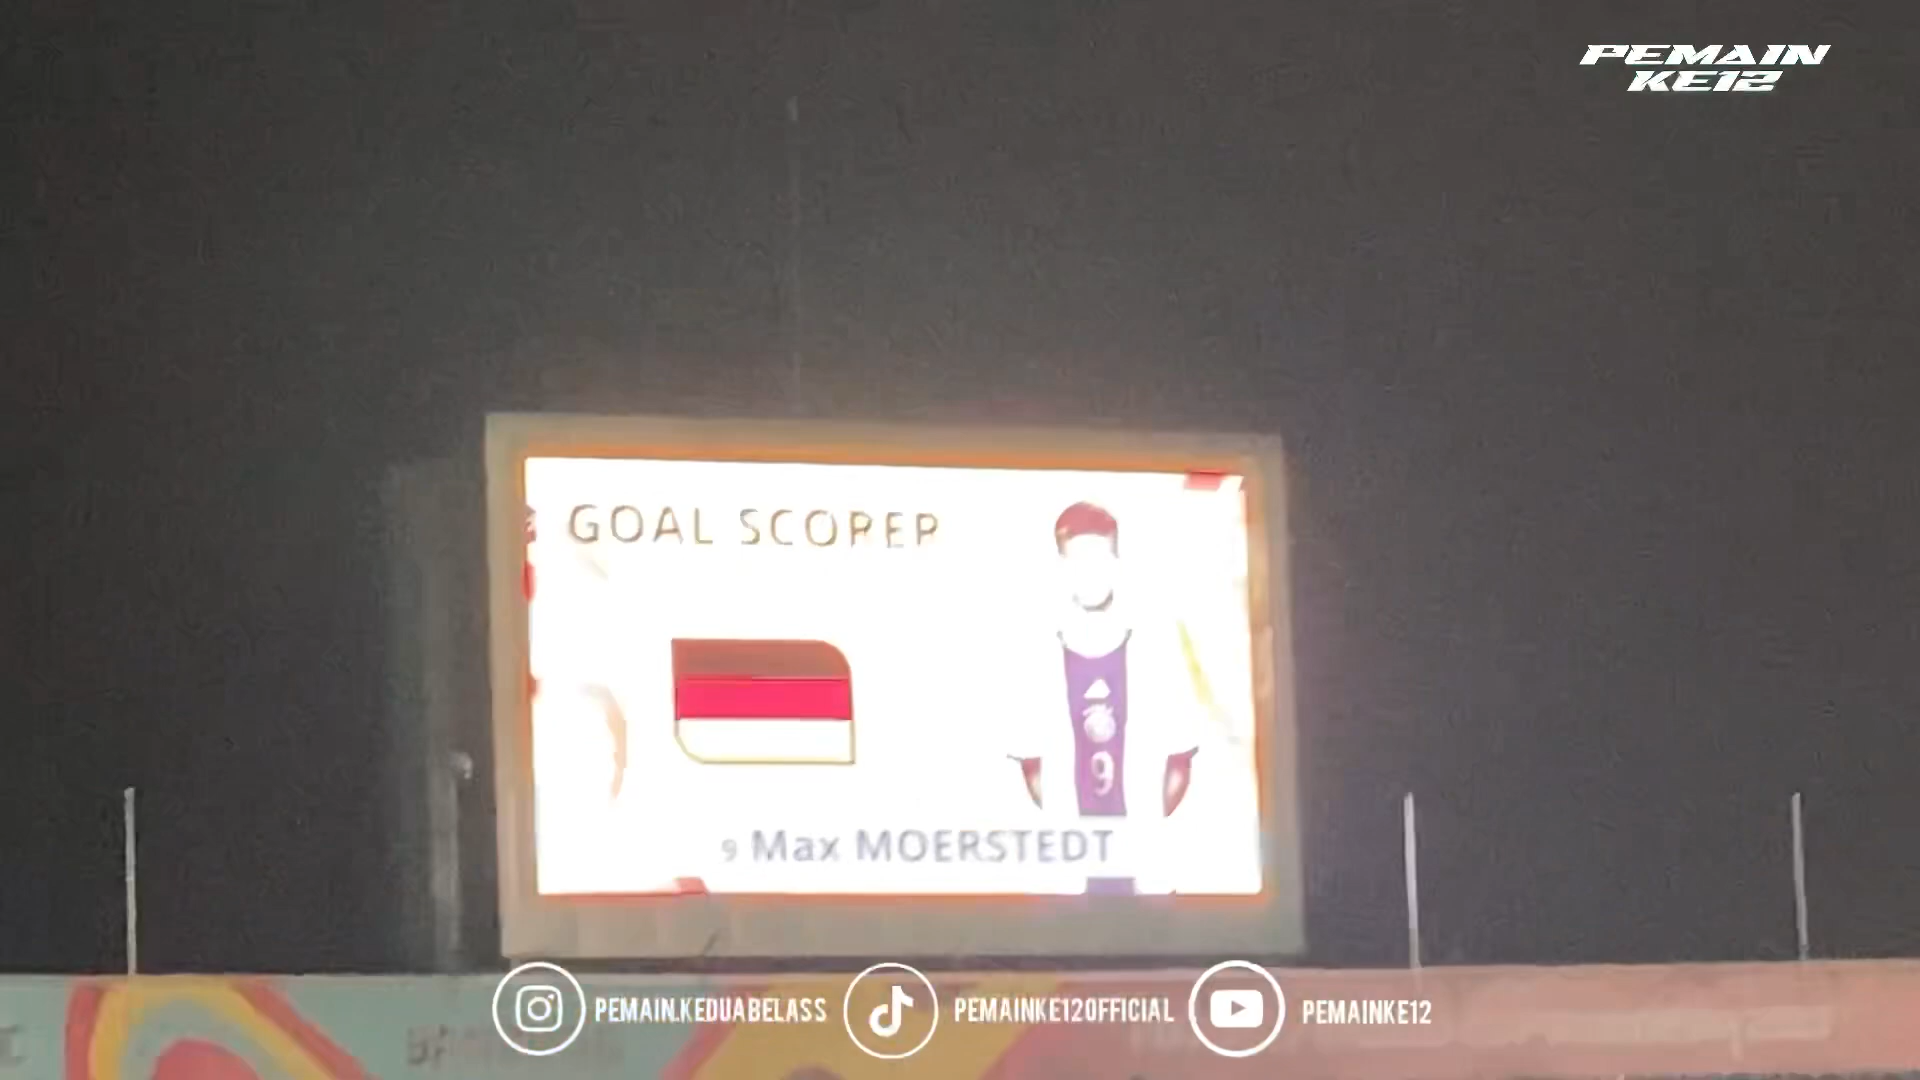 PEMAIN
KE12
GOAL SCORER
9
9 Max MOERSTEDT
PEMAIN.KEDUABELASS
PEMAINKE12OFFICIAL
PEMAINKE12